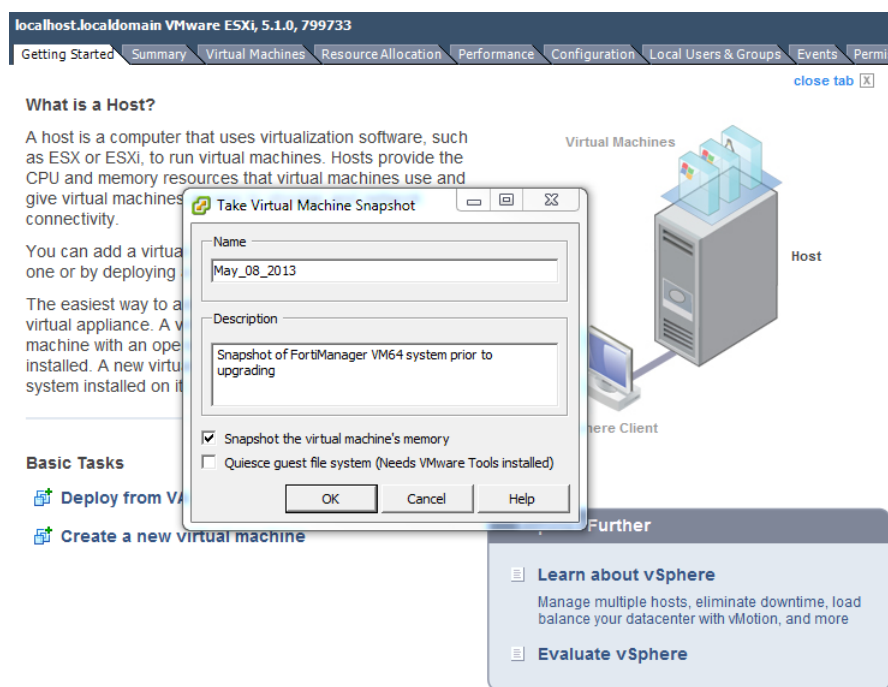 localhost.localdomain VMware ESXi, 5.1.0, 799733
Getting Started Summary Virtual Machines Resource Allocation Performance Configuration Local Users & Groups Events Permi
close tab
What is a Host?
A host is a computer that uses virtualization software, such
as ESX or ESXi, to run virtual machines. Hosts provide the
CPU and memory resources that virtual machines use and
give virtual machines
connectivity.
You can add a virtua
one or by deploying
The easiest way to a
virtual appliance. A v
machine with an ope
installed. A new virtu
system installed on it
Virtual Machines
Host
here Client
Take Virtual Machine Snapshot
Name
May_08_2013
Description
Snapshot of FortiManager VM64 system prior to
upgrading
Snapshot the virtual machine's memory
Quiesce guest file system (Needs VMware Tools installed)
OK Cancel Help
Basic Tasks
Deploy from VA
Create a new virtual machine
Further
Learn about vSphere
Manage multiple hosts, eliminate downtime, load
balance your datacenter with vMotion, and more
Evaluate vSphere